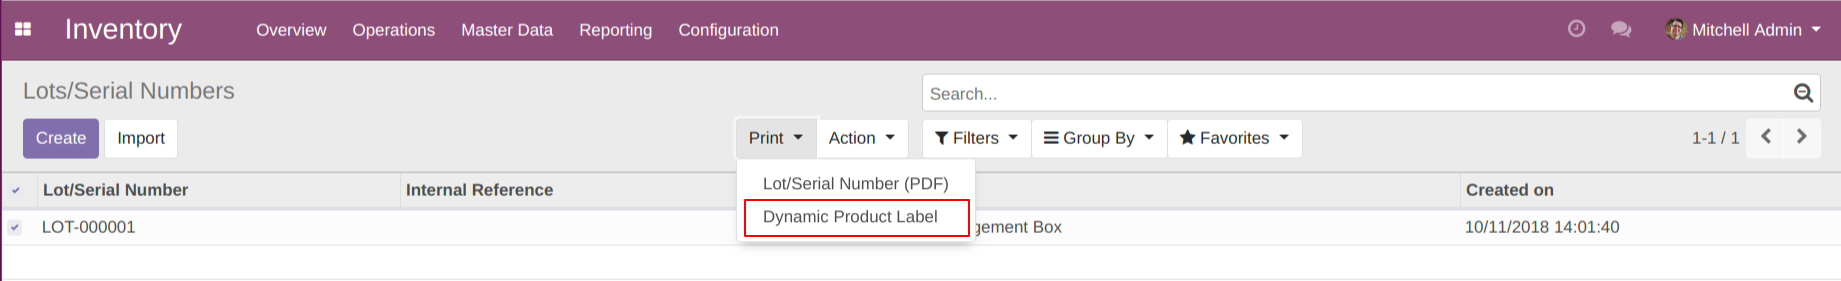 Inventory Overview Operations Master Data Reporting Configuration Mitchell Admin
Lots/Serial Numbers
Search...
Create Import Print Action Filters Group By Favorites 1-1 / 1
Lot/Serial Number (PDF)
Lot/Serial Number Internal Reference Created on
Dynamic Product Label
LOT-000001 gement Box 10/11/2018 14:01:40